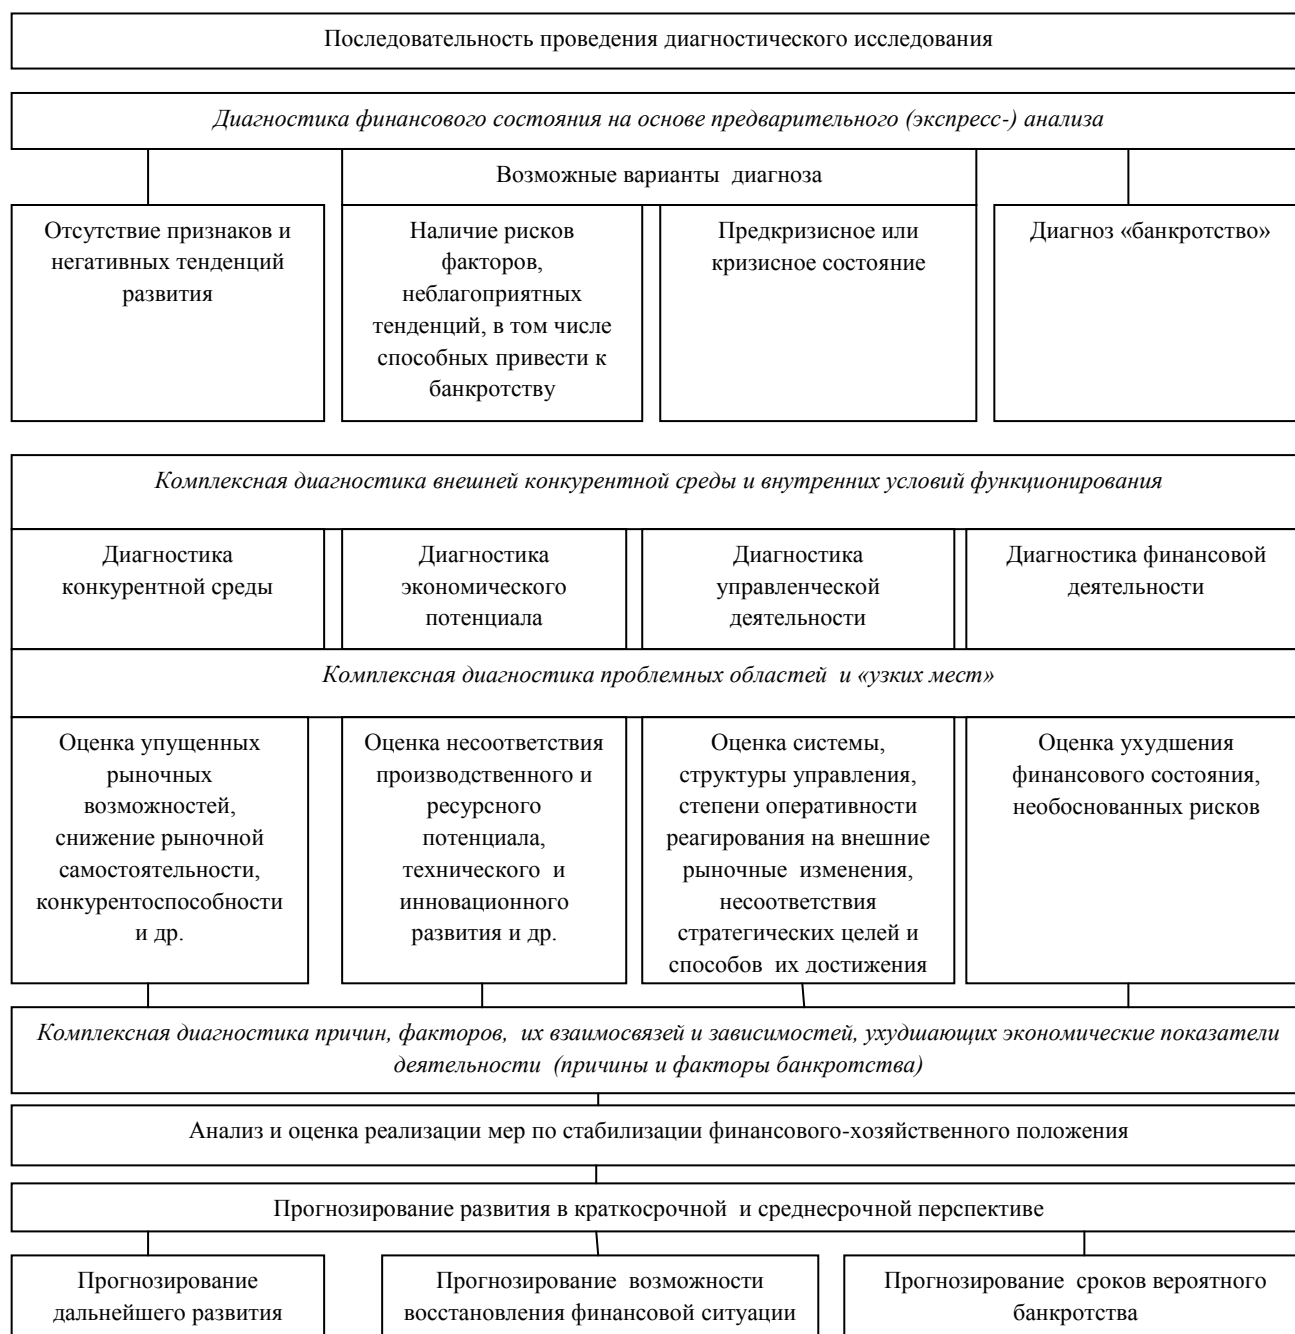 Последовательность проведения диагностического исследования
Диагностика финансового состояния на основе предварительного (экспресс-) анализа
Возможные варианты диагноза
Отсутствие признаков и
негативных тенденций
развития
Наличие рисков
факторов,
неблагоприятных
тенденций, в том числе
способных привести к
банкротству
Предкризисное или
кризисное состояние
Диагноз «банкротство»
Комплексная диагностика внешней конкурентной среды и внутренних условий функционирования
Диагностика
конкурентной среды
Диагностика
экономического
потенциала
Диагностика
управленческой
деятельности
Диагностика финансовой
деятельности
Комплексная диагностика проблемных областей и «узких мест»
Оценка упущенных
рыночных
возможностей,
снижение рыночной
самостоятельности,
конкурентоспособности
и др.
Оценка несоответствия
производственного и
ресурсного
потенциала,
технического и
инновационного
развития и др.
Оценка системы,
структуры управления,
степени оперативности
реагирования на внешние
рыночные изменения,
несоответствия
стратегических целей и
способов их достижения
Оценка ухудшения
финансового состояния,
необоснованных рисков
Комплексная диагностика причин, факторов, их взаимосвязей и зависимостей, ухудшающих экономические показатели
деятельности (причины и факторы банкротства)
Анализ и оценка реализации мер по стабилизации финансового-хозяйственного положения
Прогнозирование развития в краткосрочной и среднесрочной перспективе
Прогнозирование
дальнейшего развития
Прогнозирование возможности
восстановления финансовой ситуации
Прогнозирование сроков вероятного
банкротства